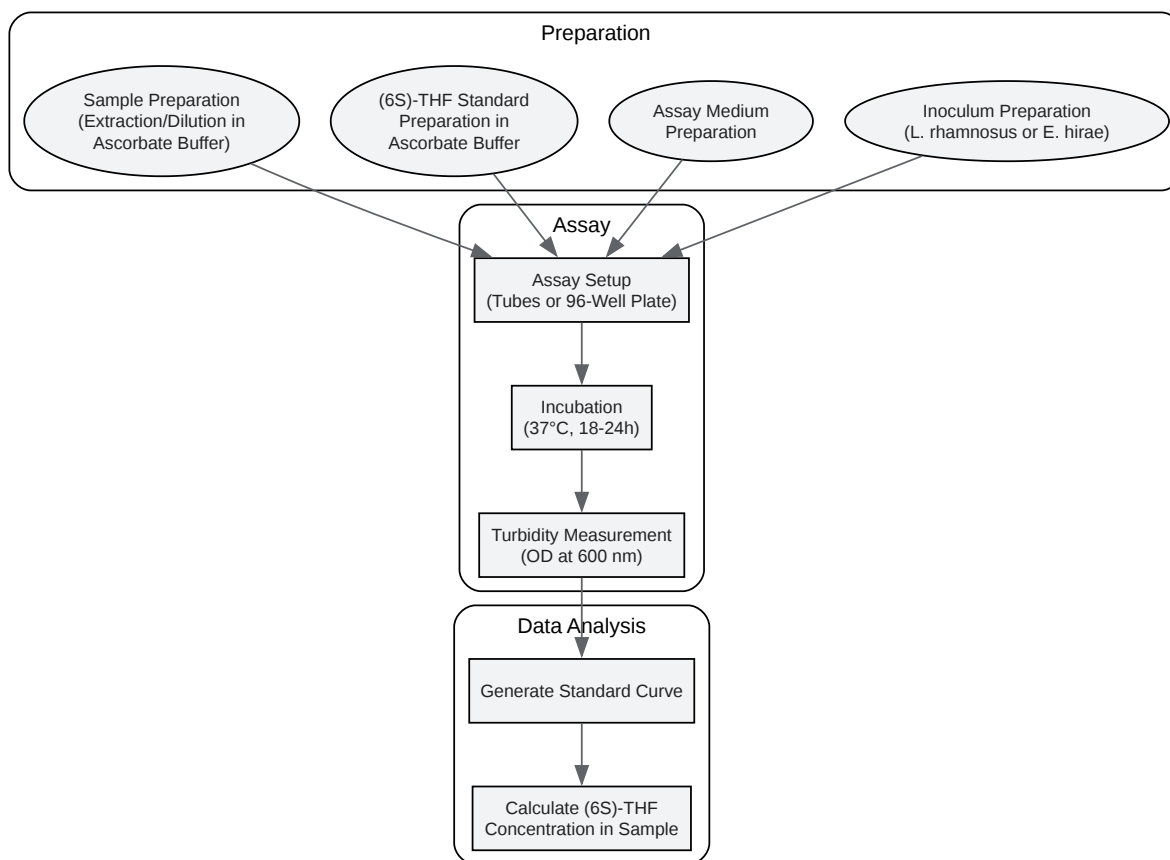 Preparation
Sample Preparation
(Extraction/Dilution in
Ascorbate Buffer)
(6S)-THF Standard
Preparation in
Ascorbate Buffer
Assay Medium
Preparation
Inoculum Preparation
(L. rhamnosus or E. hirae)
Assay
Assay Setup
(Tubes or 96-Well Plate)
Incubation
(37°C, 18-24h)
Turbidity Measurement
(OD at 600 nm)
Data Analysis
Generate Standard Curve
Calculate (6S)-THF
Concentration in Sample